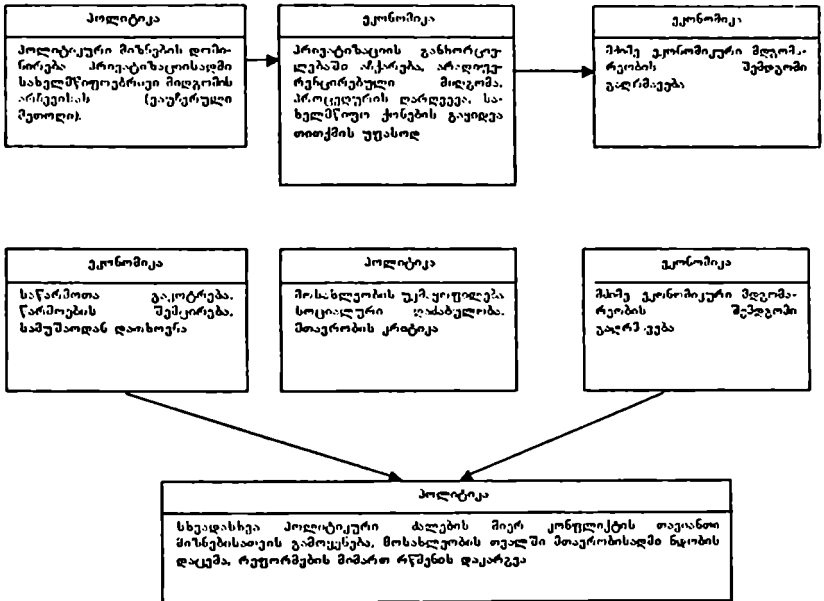 პოლიტიკა
პოლიტიკური მიზნების დომი-
ნირება პრივატიზაციისადმი
სახელმწიფოებრივი მიდგომის
არჩევისას (ვაუჩერული
მეთოდი).
ეკონომიკა
პრივატიზაციის განხორციე-
ლებაში აჩქარება, არადიფე-
რენცირებული მიდგომა,
პროცედურის დარღვევა, სა-
ხელმწიფო ქონების გაყიდვა
თითქმის უფასოდ
ეკონომიკა
მძიმე ეკონომიკური მდგომა-
რეობის შემდგომი
გაღრმავება
ეკონომიკა
საწარმოთა გაკოტრება,
წარმოების შემცირება,
სამუშაოდან დათხოვნა
პოლიტიკა
მოსახლეობის უკმაყოფილება
სოციალური დაძაბულობა,
მთავრობის კრიტიკა
ეკონომიკა
მძიმე ეკონომიკური მდგომა-
რეობის შემდგომი
გაღრმავება
პოლიტიკა
სხვადასხვა პოლიტიკური ძალების მიერ კონფლიქტის თავიანთი
მიზნებისათვის გამოყენება, მოსახლეობის თვალში მთავრობისადმი ნდობის
დაცემა, რეფორმების მიმართ რწმენის დაკარგვა